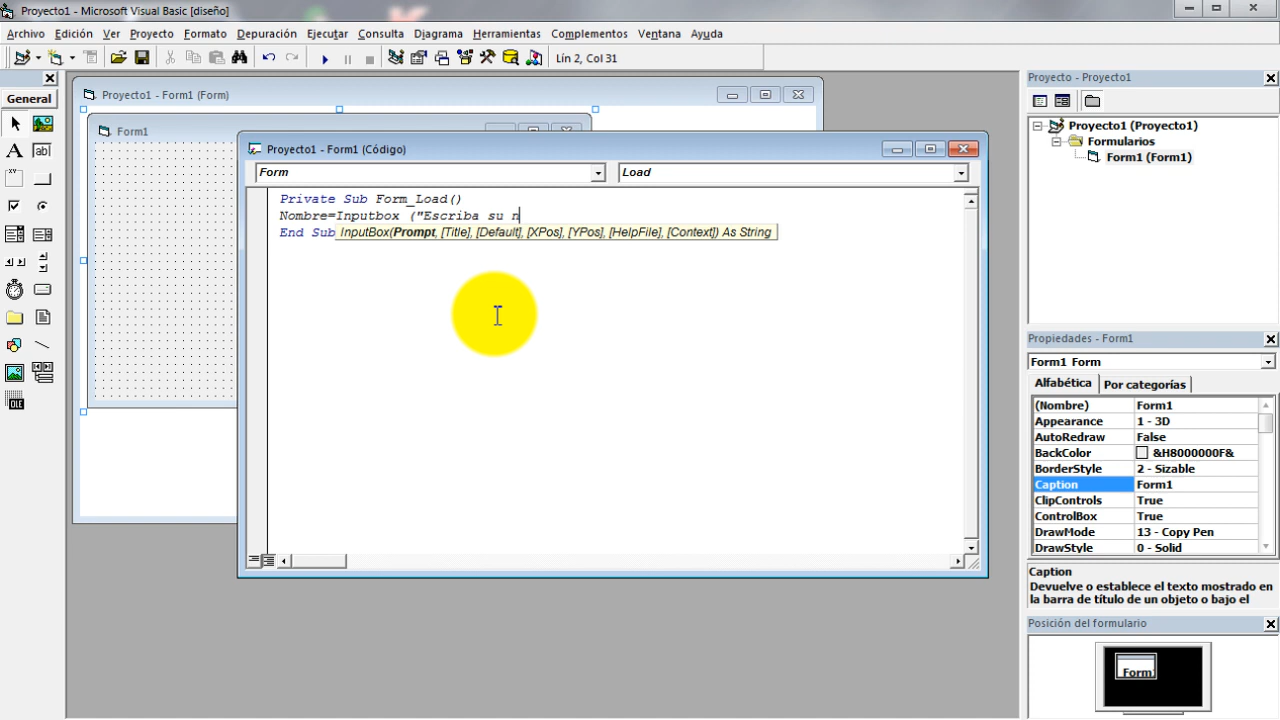 Proyecto1 - Microsoft Visual Basic [diseño]
Archivo Edición Ver Proyecto Formato Depuración Ejecutar Consulta Diagrama Herramientas Complementos Ventana Ayuda
Lín 2, Col 31
General
A
ab
xv
OLE
Proyecto1 - Form1 (Form)
Form1
Proyecto1 - Form1 (Código)
Form
Load
Private Sub Form_Load()
Nombre=Inputbox ("Escriba su n
End Sub
InputBox(Prompt, [Title], [Default], [XPos], [YPos], [HelpFile], [Context]) As String
Proyecto - Proyecto1
Proyecto1 (Proyecto1)
Formularios
Form1 (Form1)
Propiedades - Form1
Form1 Form
Alfabética Por categorías
(Nombre) Form1
Appearance 1 - 3D
AutoRedraw False
BackColor &H8000000F&
BorderStyle 2 - Sizable
Caption Form1
ClipControls True
ControlBox True
DrawMode 13 - Copy Pen
DrawStyle 0 - Solid
Caption
Devuelve o establece el texto mostrado en
la barra de título de un objeto o bajo el
Posición del formulario
Form